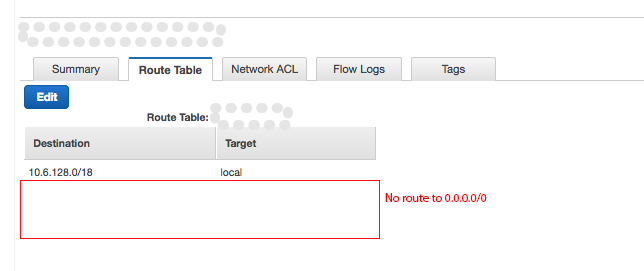 Summary
Route Table
Network ACL
Flow Logs
Tags
Edit
Route Table:
Destination Target
10.6.128.0/18 local
No route to 0.0.0.0/0